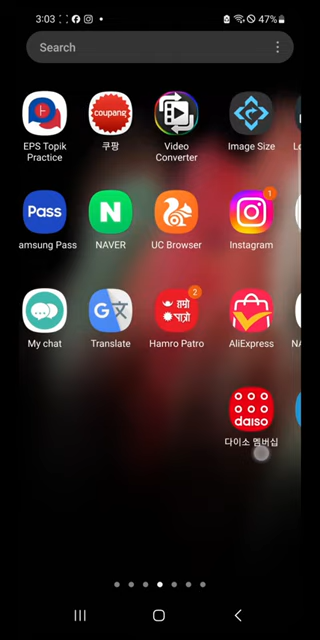 3:03
47%
Search
EPS Topik Practice
쿠팡
Video Converter
Image Size
coupang
Pass
amsung Pass
N
NAVER
UC Browser
1
Instagram
My chat
G 文
Translate
हाम्रो पात्रो
2
Hamro Patro
AliExpress
daiso
다이소 멤버십